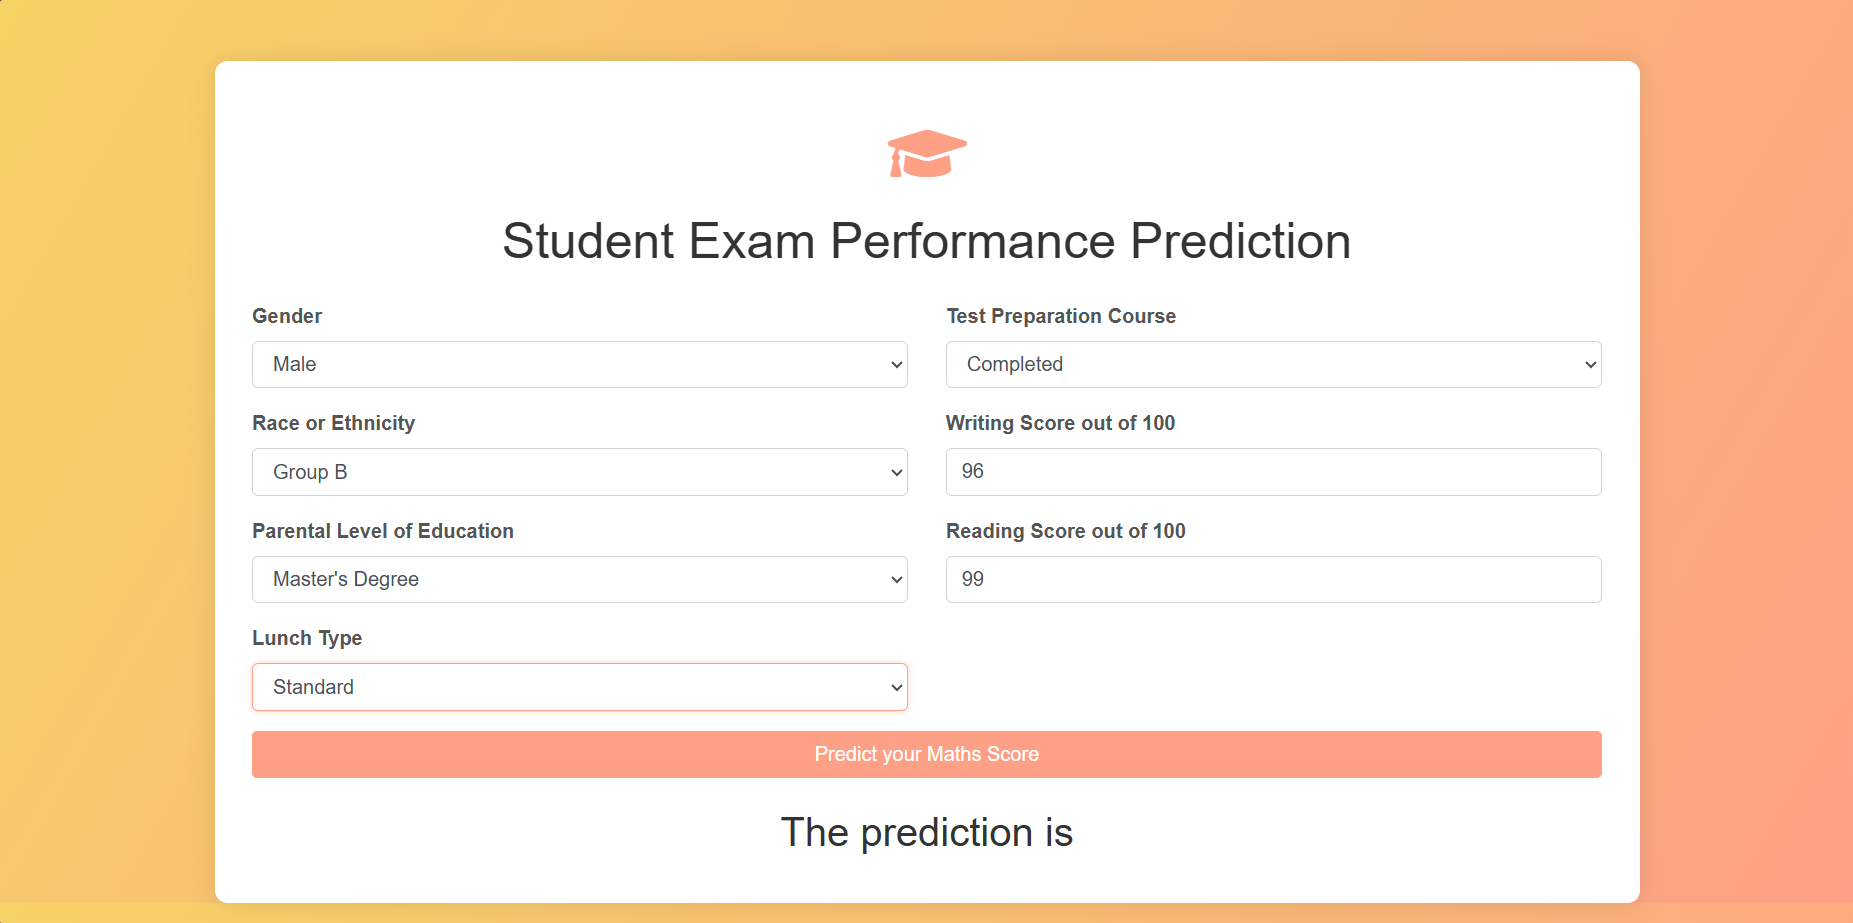 Student Exam Performance Prediction
Gender
Male
Race or Ethnicity
Group B
Parental Level of Education
Master's Degree
Lunch Type
Standard
Test Preparation Course
Completed
Writing Score out of 100
96
Reading Score out of 100
99
Predict your Maths Score
The prediction is